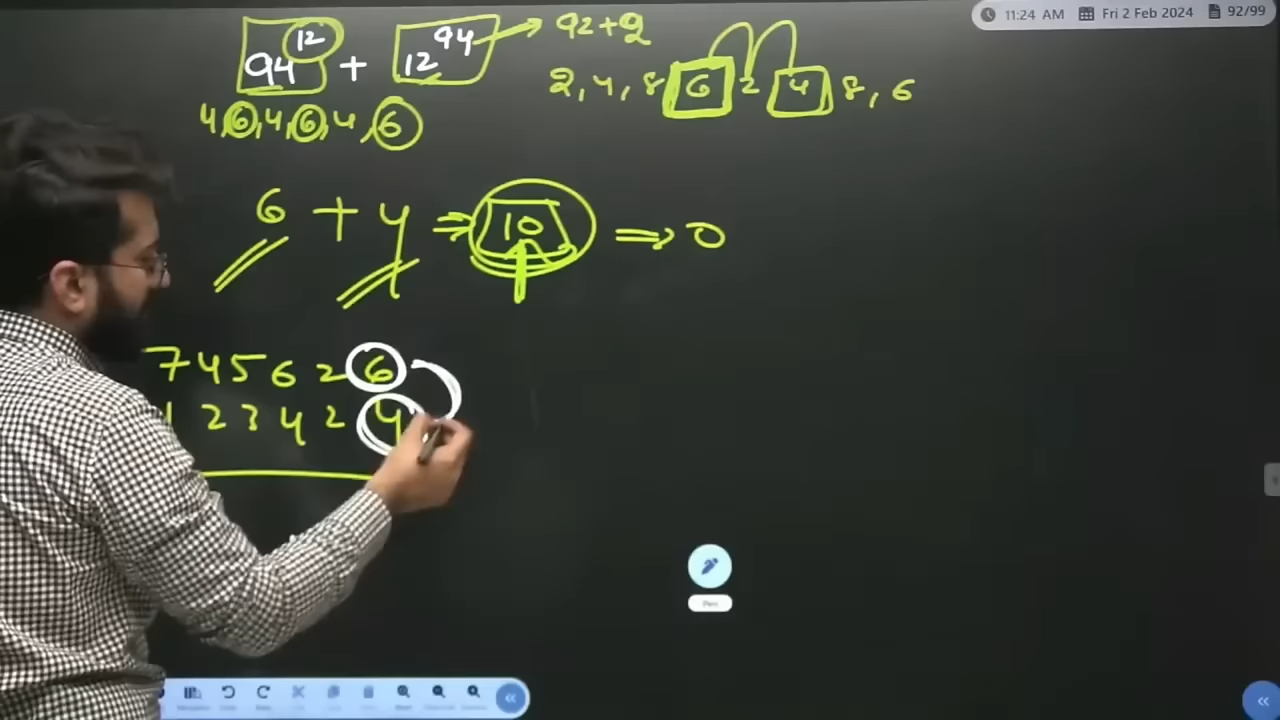 11:24 AM Fri 2 Feb 2024 92/99
94^12 + 12^94 → 92+2
2, 4, 8 6 2 4 8, 6
4,6,4,6,4,6
6 + 4 ⇒ 10 ⇒ 0
7 4 5 6 2 6
1 2 3 4 2 4
Pen